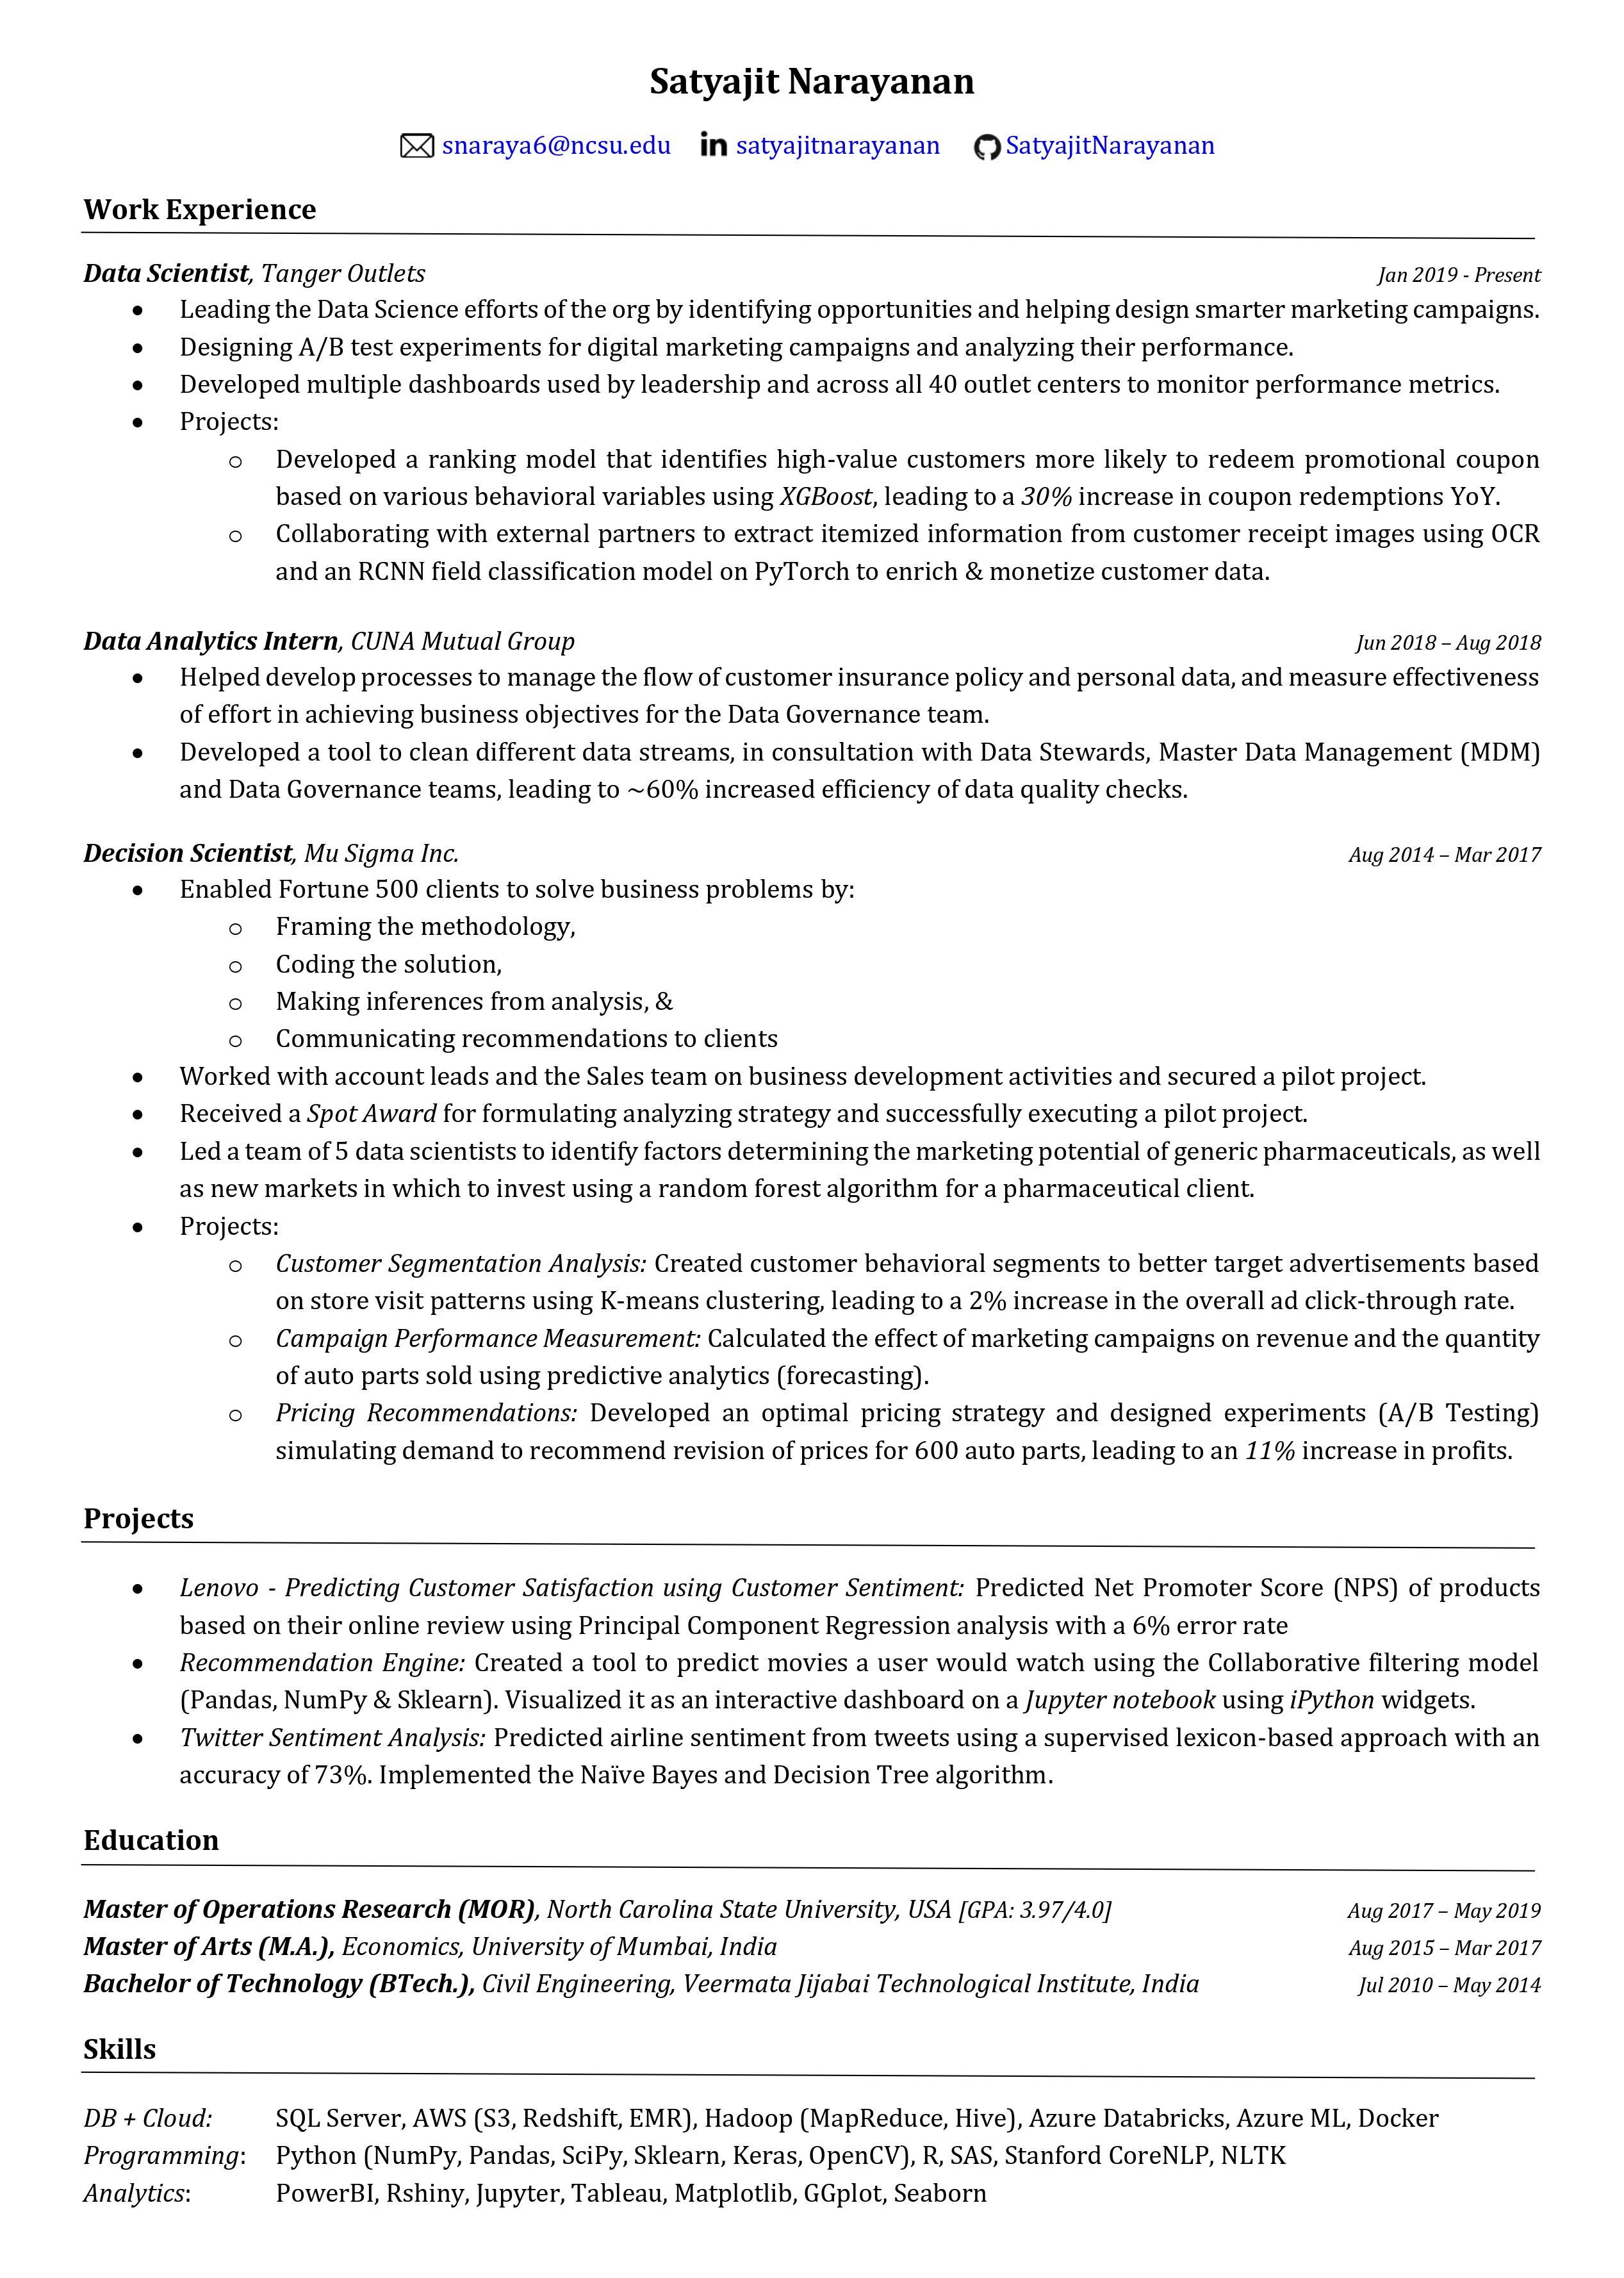 Satyajit Narayanan
snaraya6@ncsu.edu in satyajitnarayanan SatyajitNarayanan
Work Experience
Data Scientist, Tanger Outlets Jan 2019 - Present
• Leading the Data Science efforts of the org by identifying opportunities and helping design smarter marketing campaigns.
• Designing A/B test experiments for digital marketing campaigns and analyzing their performance.
• Developed multiple dashboards used by leadership and across all 40 outlet centers to monitor performance metrics.
• Projects:
o Developed a ranking model that identifies high-value customers more likely to redeem promotional coupon
based on various behavioral variables using XGBoost, leading to a 30% increase in coupon redemptions YoY.
o Collaborating with external partners to extract itemized information from customer receipt images using OCR
and an RCNN field classification model on PyTorch to enrich & monetize customer data.
Data Analytics Intern, CUNA Mutual Group Jun 2018 – Aug 2018
• Helped develop processes to manage the flow of customer insurance policy and personal data, and measure effectiveness
of effort in achieving business objectives for the Data Governance team.
• Developed a tool to clean different data streams, in consultation with Data Stewards, Master Data Management (MDM)
and Data Governance teams, leading to ~60% increased efficiency of data quality checks.
Decision Scientist, Mu Sigma Inc. Aug 2014 – Mar 2017
• Enabled Fortune 500 clients to solve business problems by:
o Framing the methodology,
o Coding the solution,
o Making inferences from analysis, &
o Communicating recommendations to clients
• Worked with account leads and the Sales team on business development activities and secured a pilot project.
• Received a Spot Award for formulating analyzing strategy and successfully executing a pilot project.
• Led a team of 5 data scientists to identify factors determining the marketing potential of generic pharmaceuticals, as well
as new markets in which to invest using a random forest algorithm for a pharmaceutical client.
• Projects:
o Customer Segmentation Analysis: Created customer behavioral segments to better target advertisements based
on store visit patterns using K-means clustering, leading to a 2% increase in the overall ad click-through rate.
o Campaign Performance Measurement: Calculated the effect of marketing campaigns on revenue and the quantity
of auto parts sold using predictive analytics (forecasting).
o Pricing Recommendations: Developed an optimal pricing strategy and designed experiments (A/B Testing)
simulating demand to recommend revision of prices for 600 auto parts, leading to an 11% increase in profits.
Projects
• Lenovo - Predicting Customer Satisfaction using Customer Sentiment: Predicted Net Promoter Score (NPS) of products
based on their online review using Principal Component Regression analysis with a 6% error rate
• Recommendation Engine: Created a tool to predict movies a user would watch using the Collaborative filtering model
(Pandas, NumPy & Sklearn). Visualized it as an interactive dashboard on a Jupyter notebook using iPython widgets.
• Twitter Sentiment Analysis: Predicted airline sentiment from tweets using a supervised lexicon-based approach with an
accuracy of 73%. Implemented the Naïve Bayes and Decision Tree algorithm.
Education
Master of Operations Research (MOR), North Carolina State University, USA [GPA: 3.97/4.0] Aug 2017 – May 2019
Master of Arts (M.A.), Economics, University of Mumbai, India Aug 2015 – Mar 2017
Bachelor of Technology (BTech.), Civil Engineering, Veermata Jijabai Technological Institute, India Jul 2010 – May 2014
Skills
DB + Cloud: SQL Server, AWS (S3, Redshift, EMR), Hadoop (MapReduce, Hive), Azure Databricks, Azure ML, Docker
Programming: Python (NumPy, Pandas, SciPy, Sklearn, Keras, OpenCV), R, SAS, Stanford CoreNLP, NLTK
Analytics: PowerBI, Rshiny, Jupyter, Tableau, Matplotlib, GGplot, Seaborn